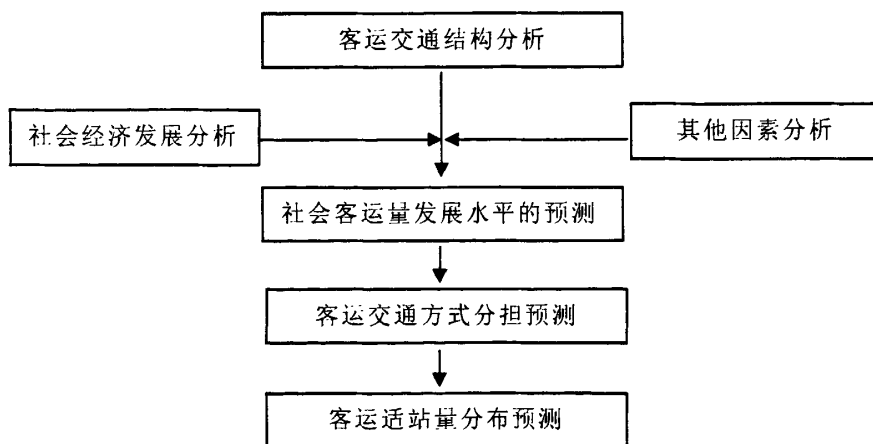 客运交通结构分析
社会经济发展分析
其他因素分析
社会客运量发展水平的预测
客运交通方式分担预测
客运适站量分布预测